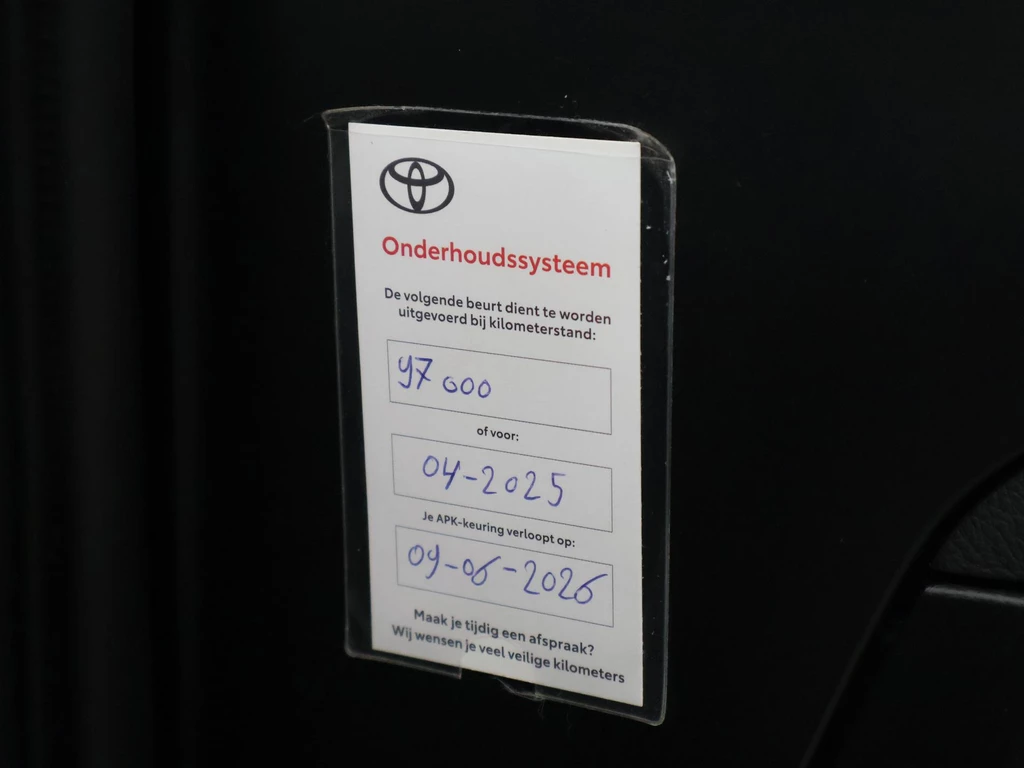 Onderhoudssysteem
De volgende beurt dient te worden
uitgevoerd bij kilometerstand:
97 000
of voor:
04-2025
Je APK-keuring verloopt op:
09-06-2026
Maak je tijdig een afspraak?
Wij wensen je veel veilige kilometers